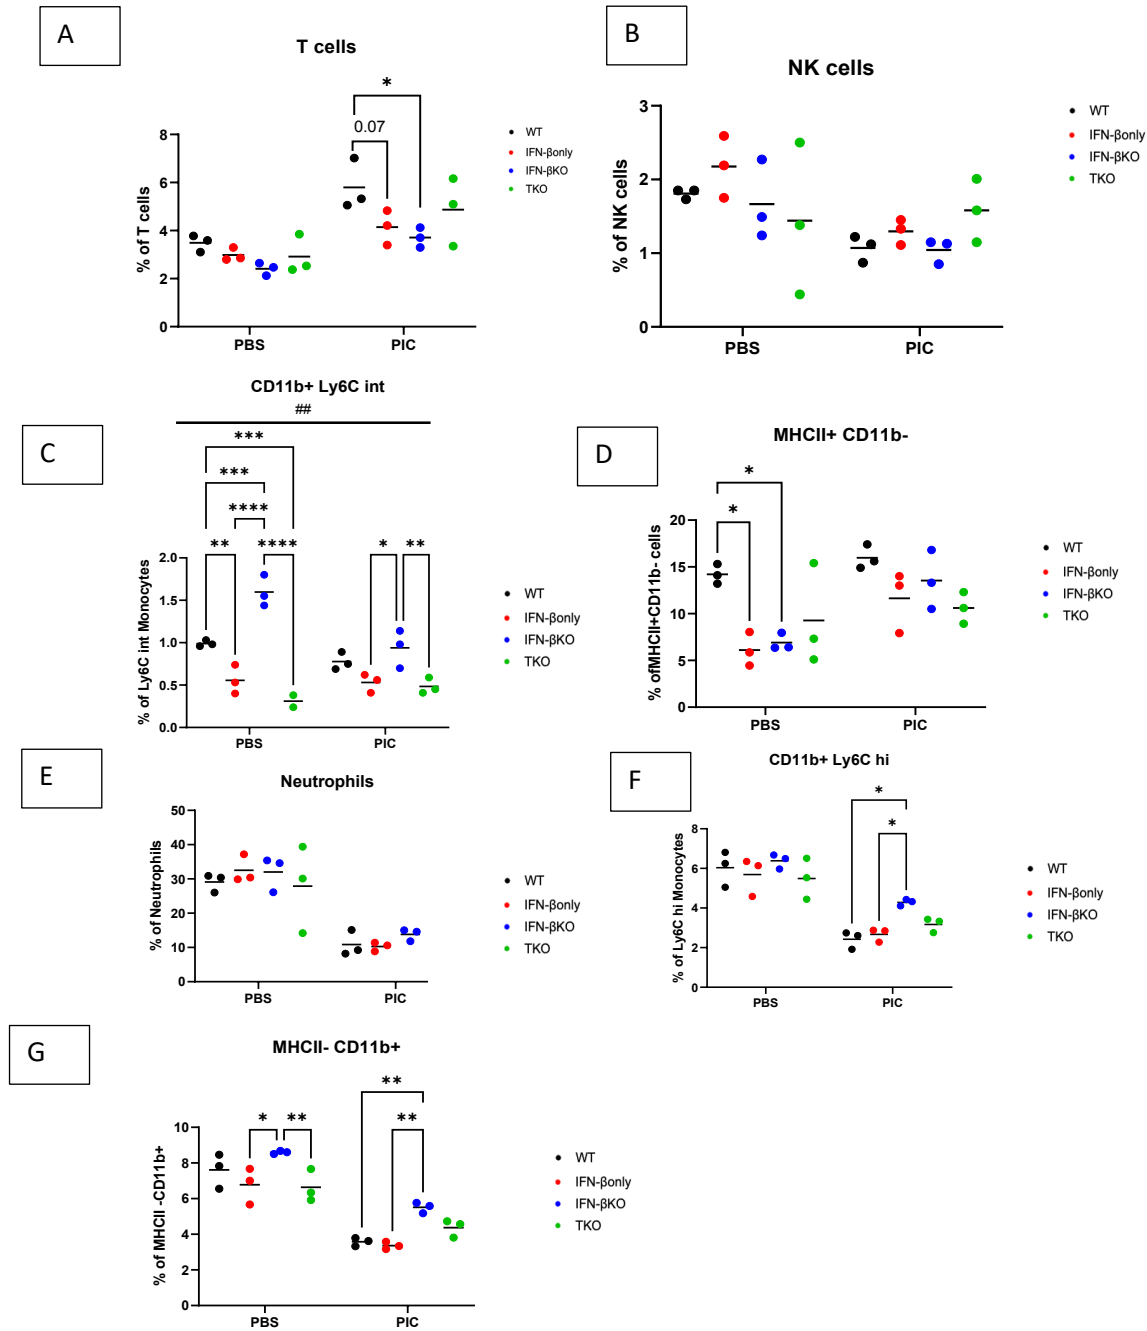 A
T cells
*
0.07
% of T cells
8
6
4
2
0
PBS
PIC
WT
IFN-βonly
IFN-βKO
TKO
B
NK cells
% of NK cells
3
2
1
0
PBS
PIC
WT
IFN-βonly
IFN-βKO
TKO
C
CD11b+ Ly6C int
##
***
***
****
**
****
*
**
% of Ly6C int Monocytes
2.0
1.5
1.0
0.5
0.0
PBS
PIC
WT
IFN-βonly
IFN-βKO
TKO
D
MHCII+ CD11b-
*
*
% ofMHCII+CD11b- cells
20
15
10
5
0
PBS
PIC
WT
IFN-βonly
IFN-βKO
TKO
E
Neutrophils
% of Neutrophils
50
40
30
20
10
0
PBS
PIC
WT
IFN-βonly
IFN-βKO
TKO
F
CD11b+ Ly6C hi
*
*
% of Ly6C hi Monocytes
8
6
4
2
0
PBS
PIC
WT
IFN-βonly
IFN-βKO
TKO
G
MHCII- CD11b+
**
*
**
**
% of MHCII -CD11b+
10
8
6
4
2
0
PBS
PIC
WT
IFN-βonly
IFN-βKO
TKO